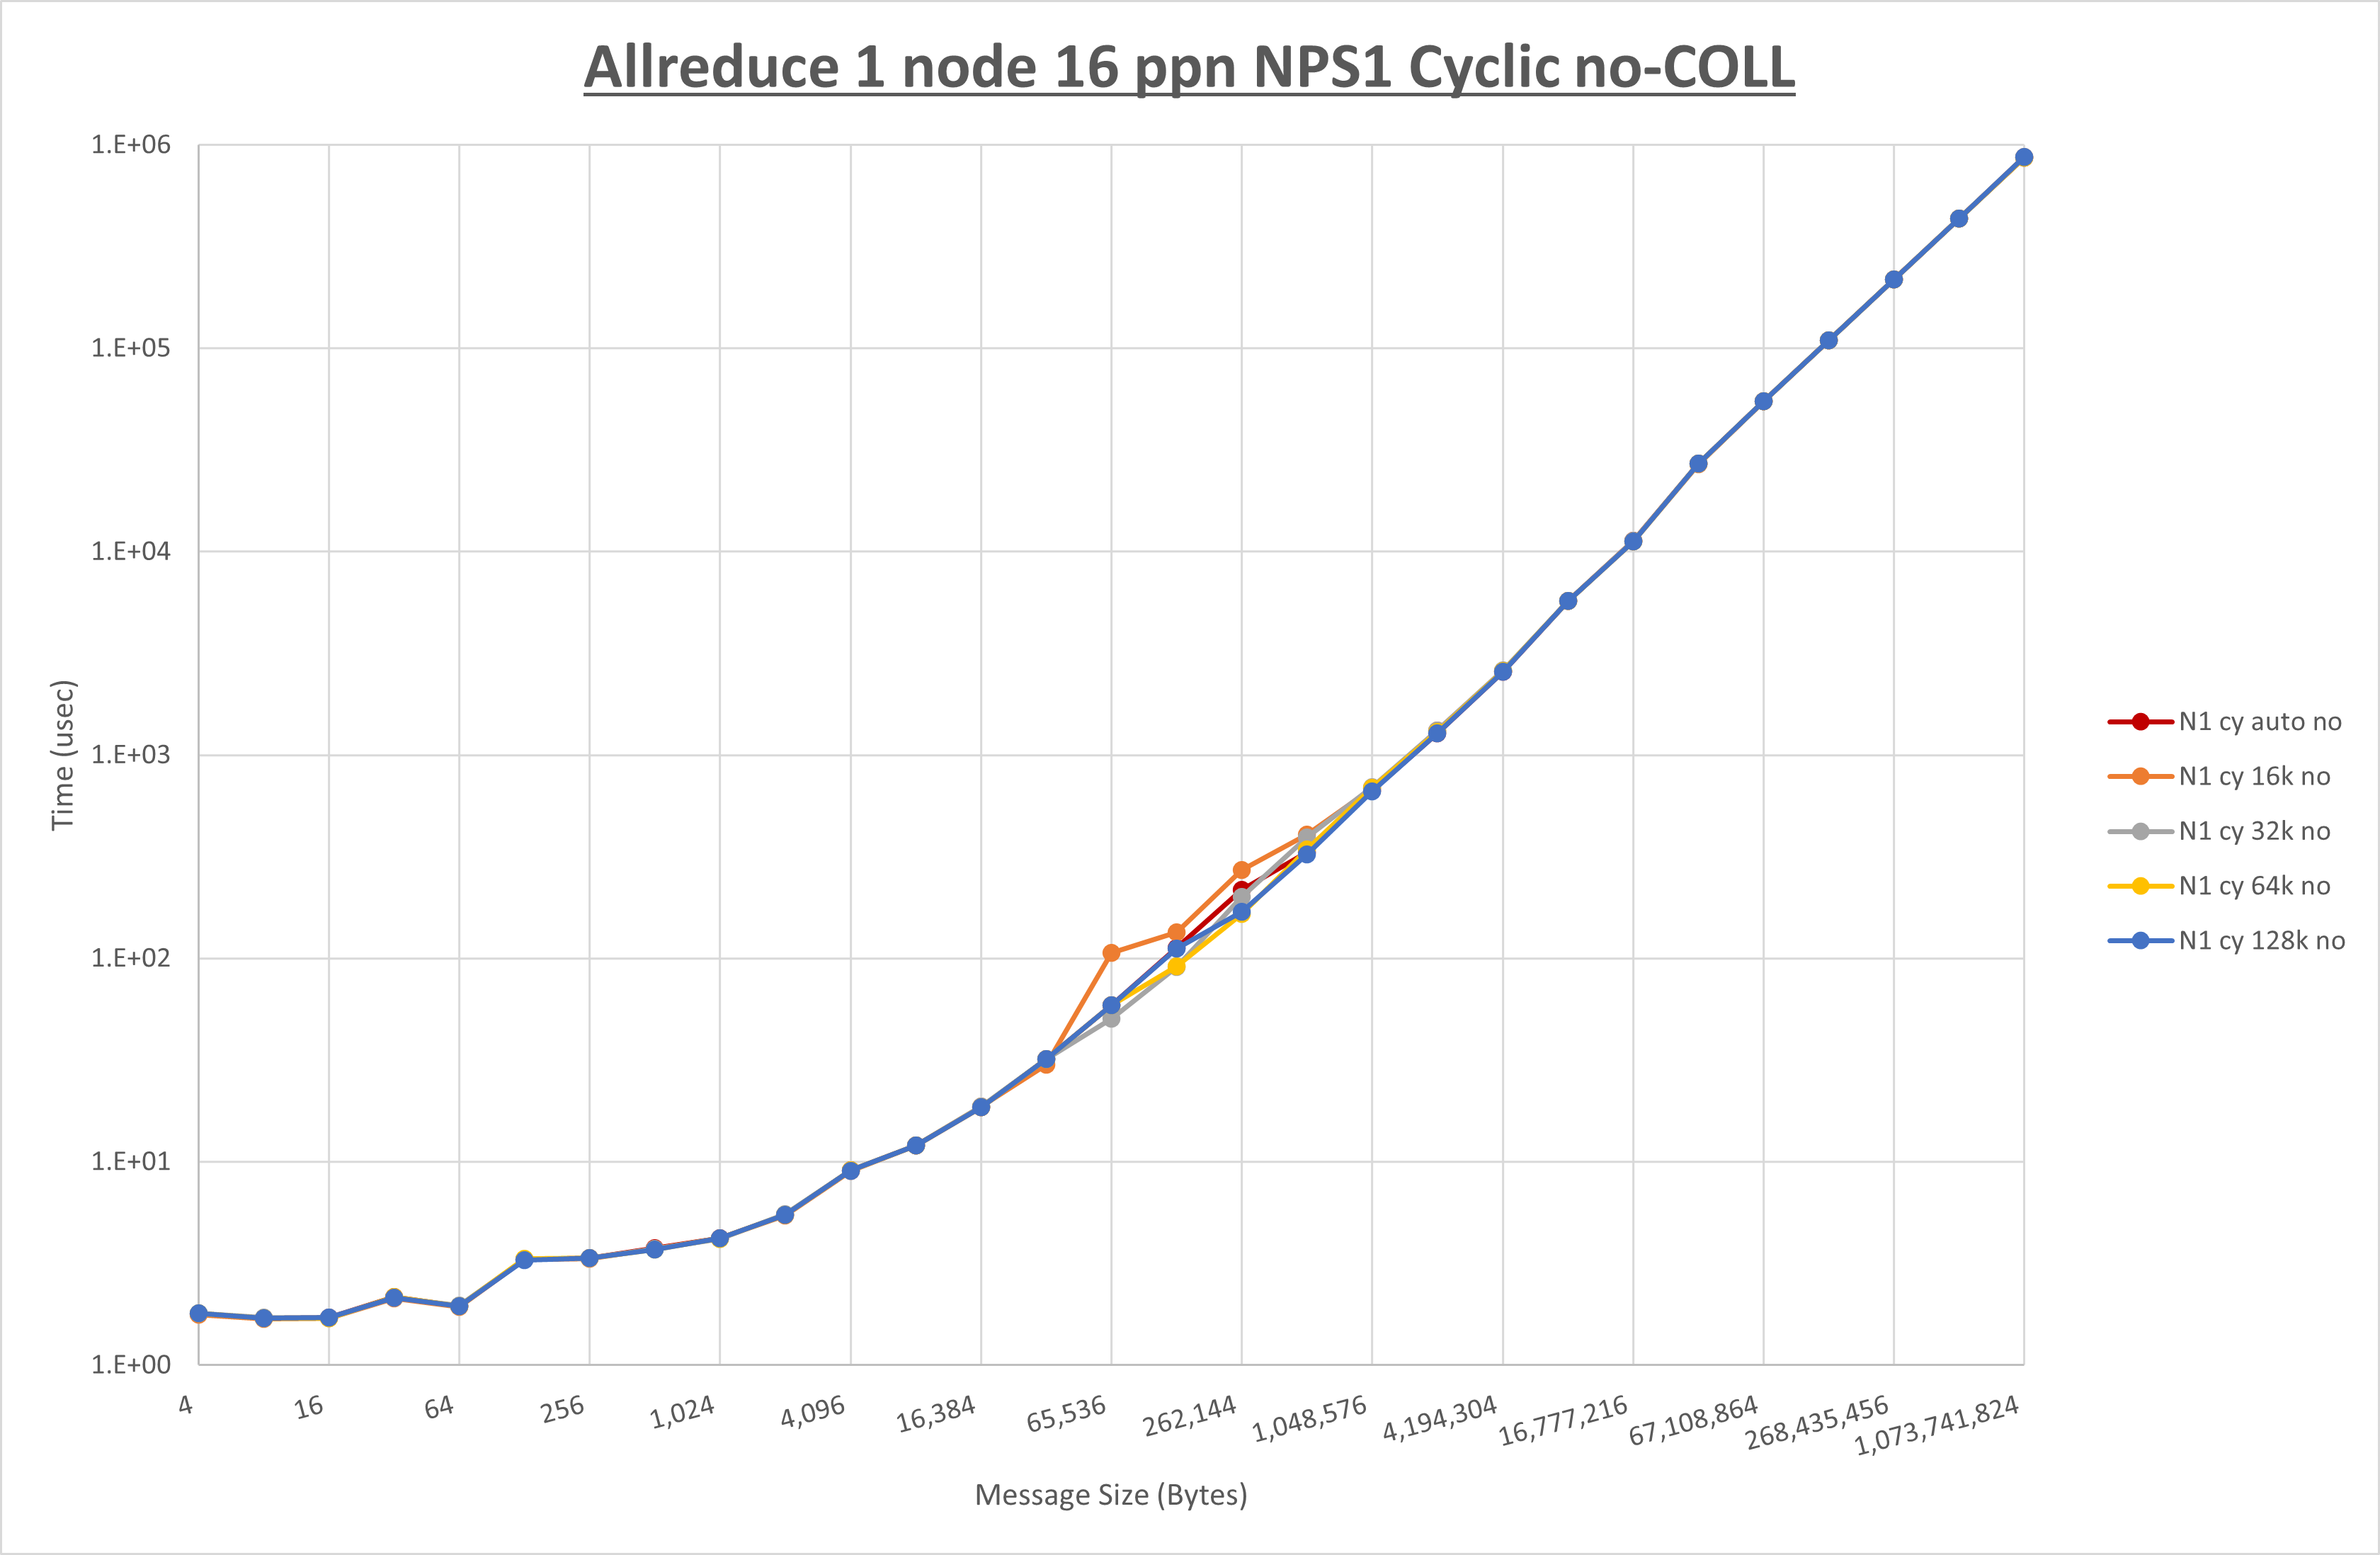 Allreduce 1 node 16 ppn NPS1 Cyclic no-COLL
1.E+06
1.E+05
1.E+04
1.E+03
1.E+02
1.E+01
1.E+00
Time (usec)
4
16
64
256
1,024
4,096
16,384
65,536
262,144
1,048,576
4,194,304
16,777,216
67,108,864
268,435,456
1,073,741,824
Message Size (Bytes)
N1 cy auto no
N1 cy 16k no
N1 cy 32k no
N1 cy 64k no
N1 cy 128k no